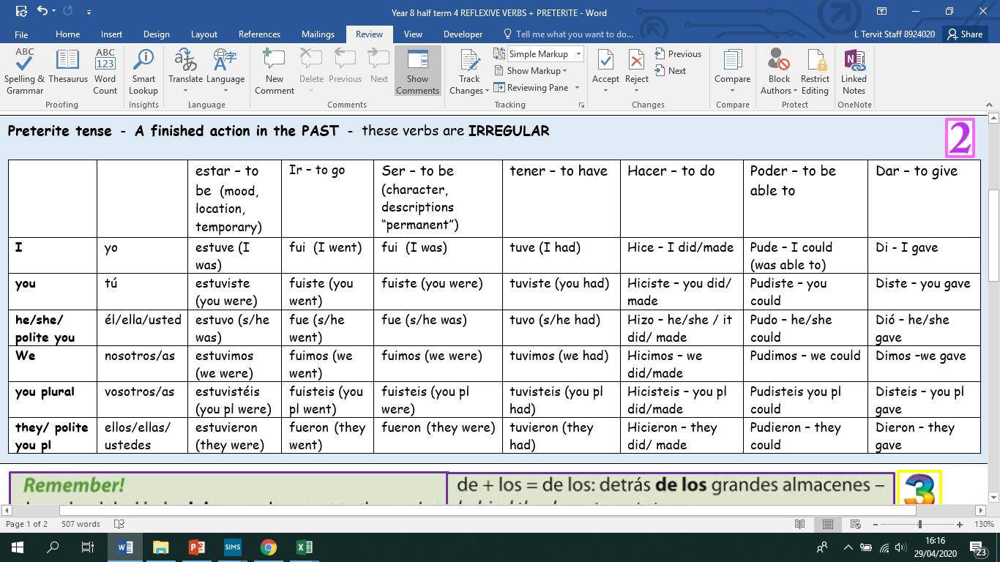 Year 8 half term 4 REFLEXIVE VERBS + PRETERITE - Word
File Home Insert Design Layout References Mailings Review View Developer Tell me what you want to do... L Tervit Staff 8924020 Share
ABC Spelling & Grammar
Thesaurus
ABC 123 Word Count
Smart Lookup
Translate
Language
New Comment
Delete
Previous
Next
Show Comments
Track Changes
Simple Markup
Show Markup
Reviewing Pane
Accept
Reject
Previous
Next
Compare
Block Authors
Restrict Editing
Linked Notes
N
Proofing Insights Language Comments Tracking Changes Compare Protect OneNote
Preterite tense - A finished action in the PAST - these verbs are IRREGULAR
2
estar – to
be (mood,
location,
temporary)
Ir – to go
Ser – to be
(character,
descriptions
“permanent”)
tener – to have
Hacer – to do
Poder – to be
able to
Dar – to give
I
yo
estuve (I
was)
fui (I went)
fui (I was)
tuve (I had)
Hice – I did/made
Pude – I could
(was able to)
Di - I gave
you
tú
estuviste
(you were)
fuiste (you
went)
fuiste (you were)
tuviste (you had)
Hiciste – you did/
made
Pudiste – you
could
Diste – you gave
he/she/
polite you
él/ella/usted
estuvo (s/he
was)
fue (s/he
went)
fue (s/he was)
tuvo (s/he had)
Hizo – he/she / it
did/ made
Pudo – he/she
could
Dió – he/she
gave
We
nosotros/as
estuvimos
(we were)
fuimos (we
went)
fuimos (we were)
tuvimos (we had)
Hicimos – we
did/made
Pudimos – we could
Dimos –we gave
you plural
vosotros/as
estuvistéis
(you pl were)
fuisteis (you
pl went)
fuisteis (you pl
were)
tuvisteis (you pl
had)
Hicisteis – you pl
did/made
Pudisteis you pl
could
Disteis – you pl
gave
they/ polite
you pl
ellos/ellas/
ustedes
estuvieron
(they were)
fueron (they
went)
fueron (they were)
tuvieron (they
had)
Hicieron – they
did/ made
Pudieron – they
could
Dieron – they
gave
Remember!
de + los = de los: detrás de los grandes almacenes –
3
Page 1 of 2 507 words 130%
W P SIMS X
16:16
29/04/2020
23